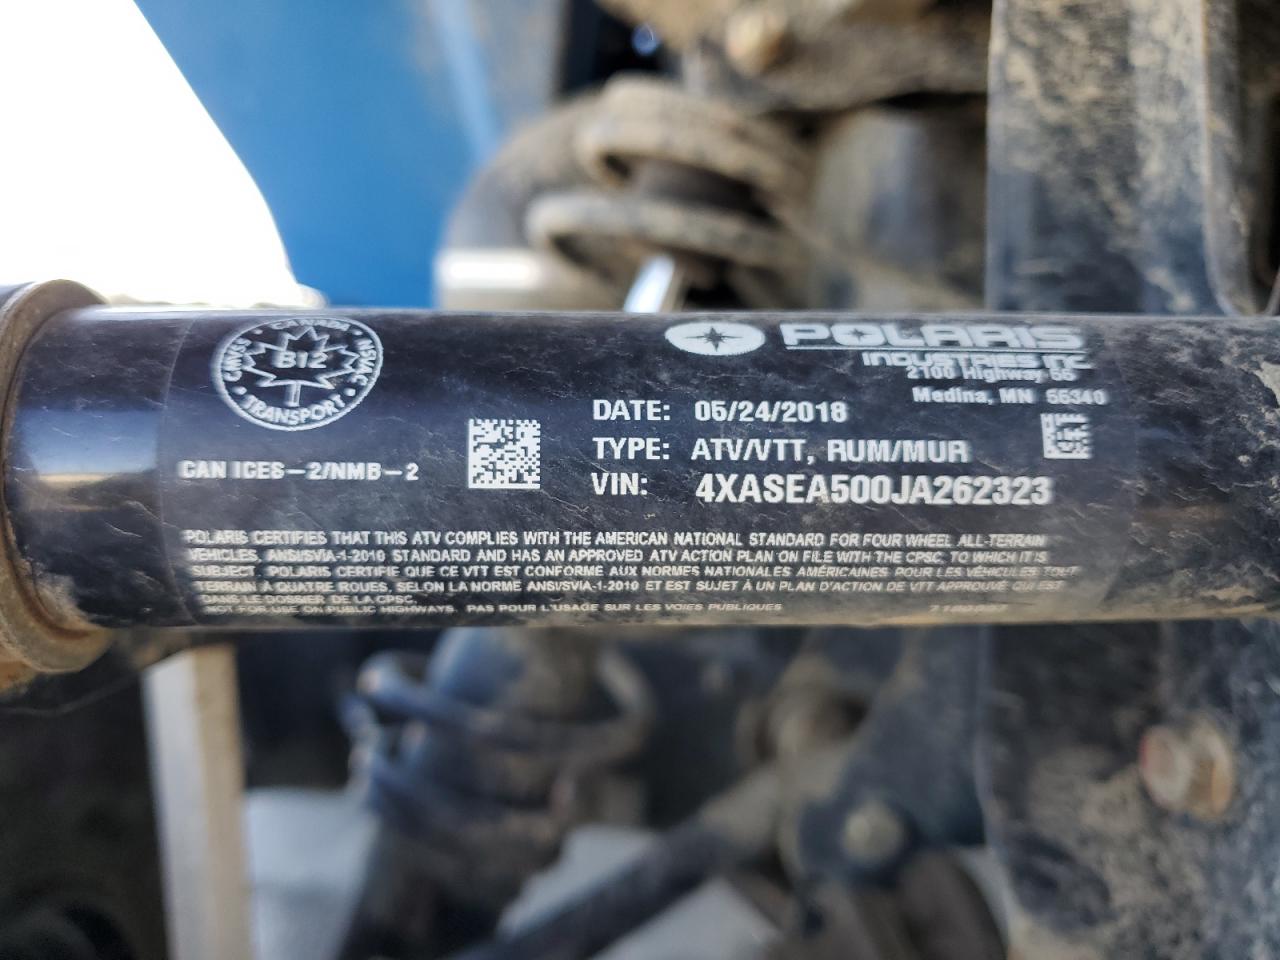 CANADA
CMVSS NSVAC
B12
TRANSPORT
CAN ICES-2/NMB-2
POLARIS
INDUSTRIES INC
2100 Highway 55
Medina, MN 55340
DATE: 05/24/2018
TYPE: ATV/VTT, RUM/MUR
VIN: 4XASEA500JA262323
POLARIS CERTIFIES THAT THIS ATV COMPLIES WITH THE AMERICAN NATIONAL STANDARD FOR FOUR WHEEL ALL-TERRAIN
VEHICLES, ANSI/SVIA-1-2010 STANDARD AND HAS AN APPROVED ATV ACTION PLAN ON FILE WITH THE CPSC, TO WHICH IT IS
SUBJECT. POLARIS CERTIFIE QUE CE VTT EST CONFORME AUX NORMES NATIONALES AMÉRICAINES POUR LES VÉHICULES TOUT
TERRAIN À QUATRE ROUES, SELON LA NORME ANSI/SVIA-1-2010 ET EST SUJET À UN PLAN D'ACTION DE VTT APPROUVÉ QUI EST
DANS LE DOSSIER DE LA CPSC
NOT FOR USE ON PUBLIC HIGHWAYS PAS POUR L'USAGE SUR LES VOIES PUBLIQUES